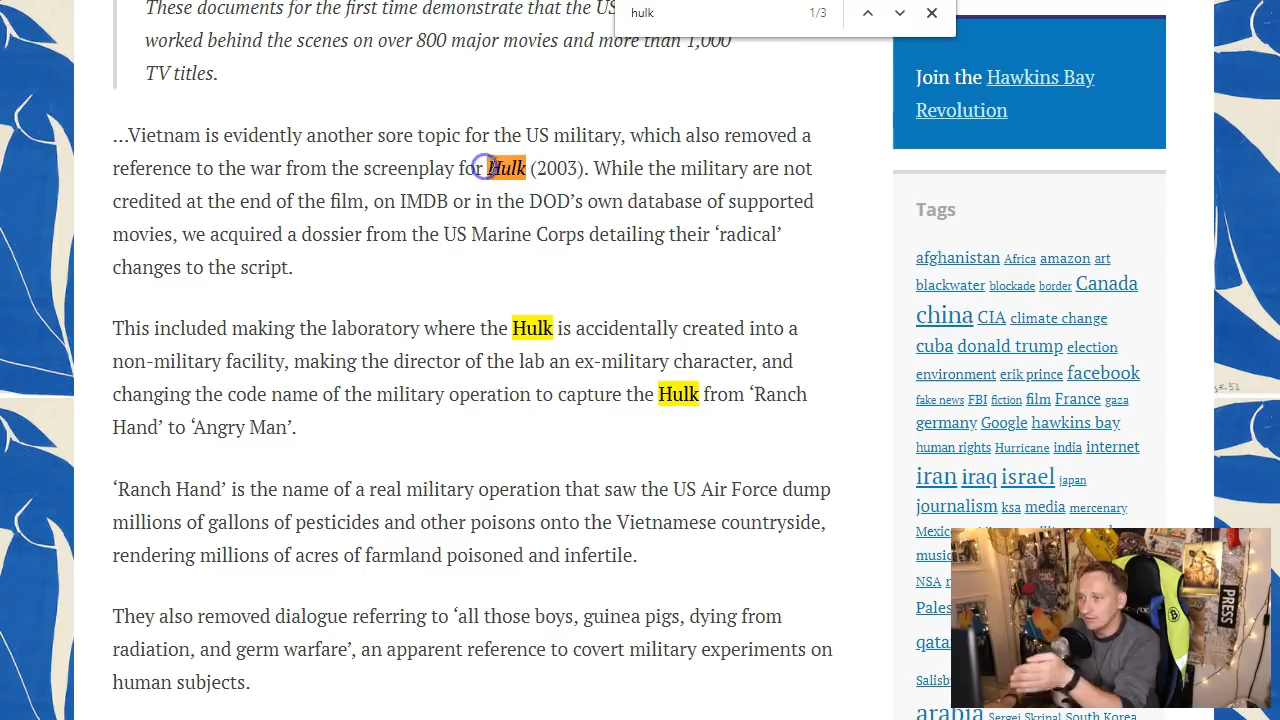 These documents for the first time demonstrate that the US
hulk
1/3
worked behind the scenes on over 800 major movies and more than 1,000
TV titles.
…Vietnam is evidently another sore topic for the US military, which also removed a
reference to the war from the screenplay for Hulk (2003). While the military are not
credited at the end of the film, on IMDB or in the DOD’s own database of supported
movies, we acquired a dossier from the US Marine Corps detailing their ‘radical’
changes to the script.
This included making the laboratory where the Hulk is accidentally created into a
non-military facility, making the director of the lab an ex-military character, and
changing the code name of the military operation to capture the Hulk from ‘Ranch
Hand’ to ‘Angry Man’.
‘Ranch Hand’ is the name of a real military operation that saw the US Air Force dump
millions of gallons of pesticides and other poisons onto the Vietnamese countryside,
rendering millions of acres of farmland poisoned and infertile.
They also removed dialogue referring to ‘all those boys, guinea pigs, dying from
radiation, and germ warfare’, an apparent reference to covert military experiments on
human subjects.
Join the Hawkins Bay
Revolution
Tags
afghanistan Africa amazon art
blackwater blockade border Canada
china CIA climate change
cuba donald trump election
environment erik prince facebook
fake news FBI fiction film France gaza
germany Google hawkins bay
human rights Hurricane india internet
iran iraq israel japan
journalism ksa media mercenary
Mexic
music
NSA
Pales
qata
Salisb
arabia Sergei Skripal South Korea
PRESS